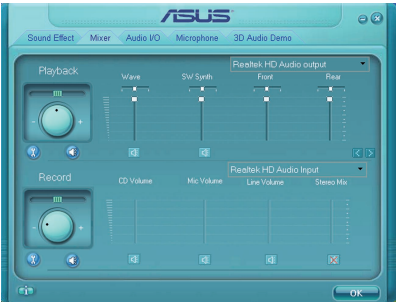 ASUS
Sound Effect Mixer Audio I/O Microphone 3D Audio Demo
Realtek HD Audio output
Playback
Wave SW Synth Front Rear
Realtek HD Audio Input
Record
CD Volume Mic Volume Line Volume Stereo Mix
OK